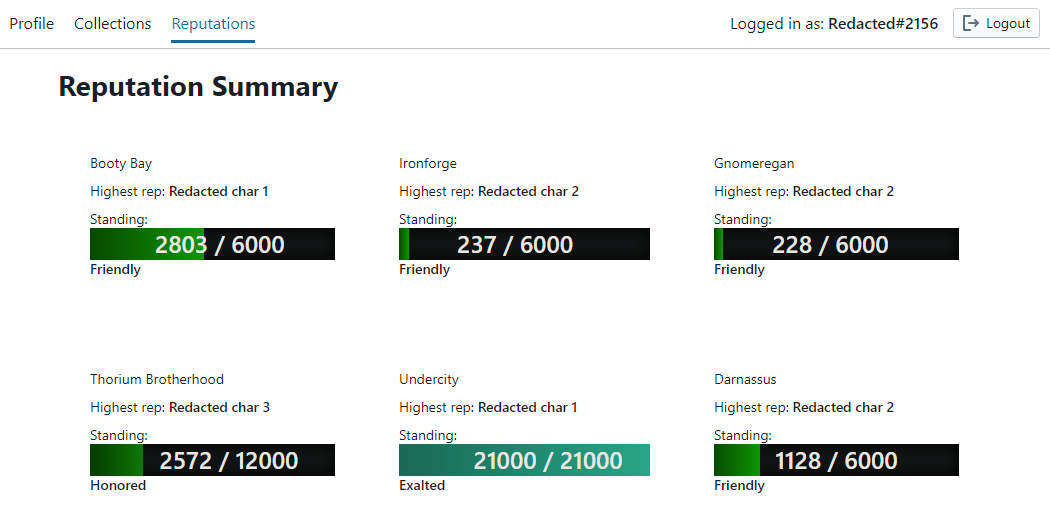 Profile Collections Reputations Logged in as: Redacted#2156 Logout
Reputation Summary
Booty Bay
Highest rep: Redacted char 1
Standing:
2803 / 6000
Friendly
Ironforge
Highest rep: Redacted char 2
Standing:
237 / 6000
Friendly
Gnomeregan
Highest rep: Redacted char 2
Standing:
228 / 6000
Friendly
Thorium Brotherhood
Highest rep: Redacted char 3
Standing:
2572 / 12000
Honored
Undercity
Highest rep: Redacted char 1
Standing:
21000 / 21000
Exalted
Darnassus
Highest rep: Redacted char 2
Standing:
1128 / 6000
Friendly